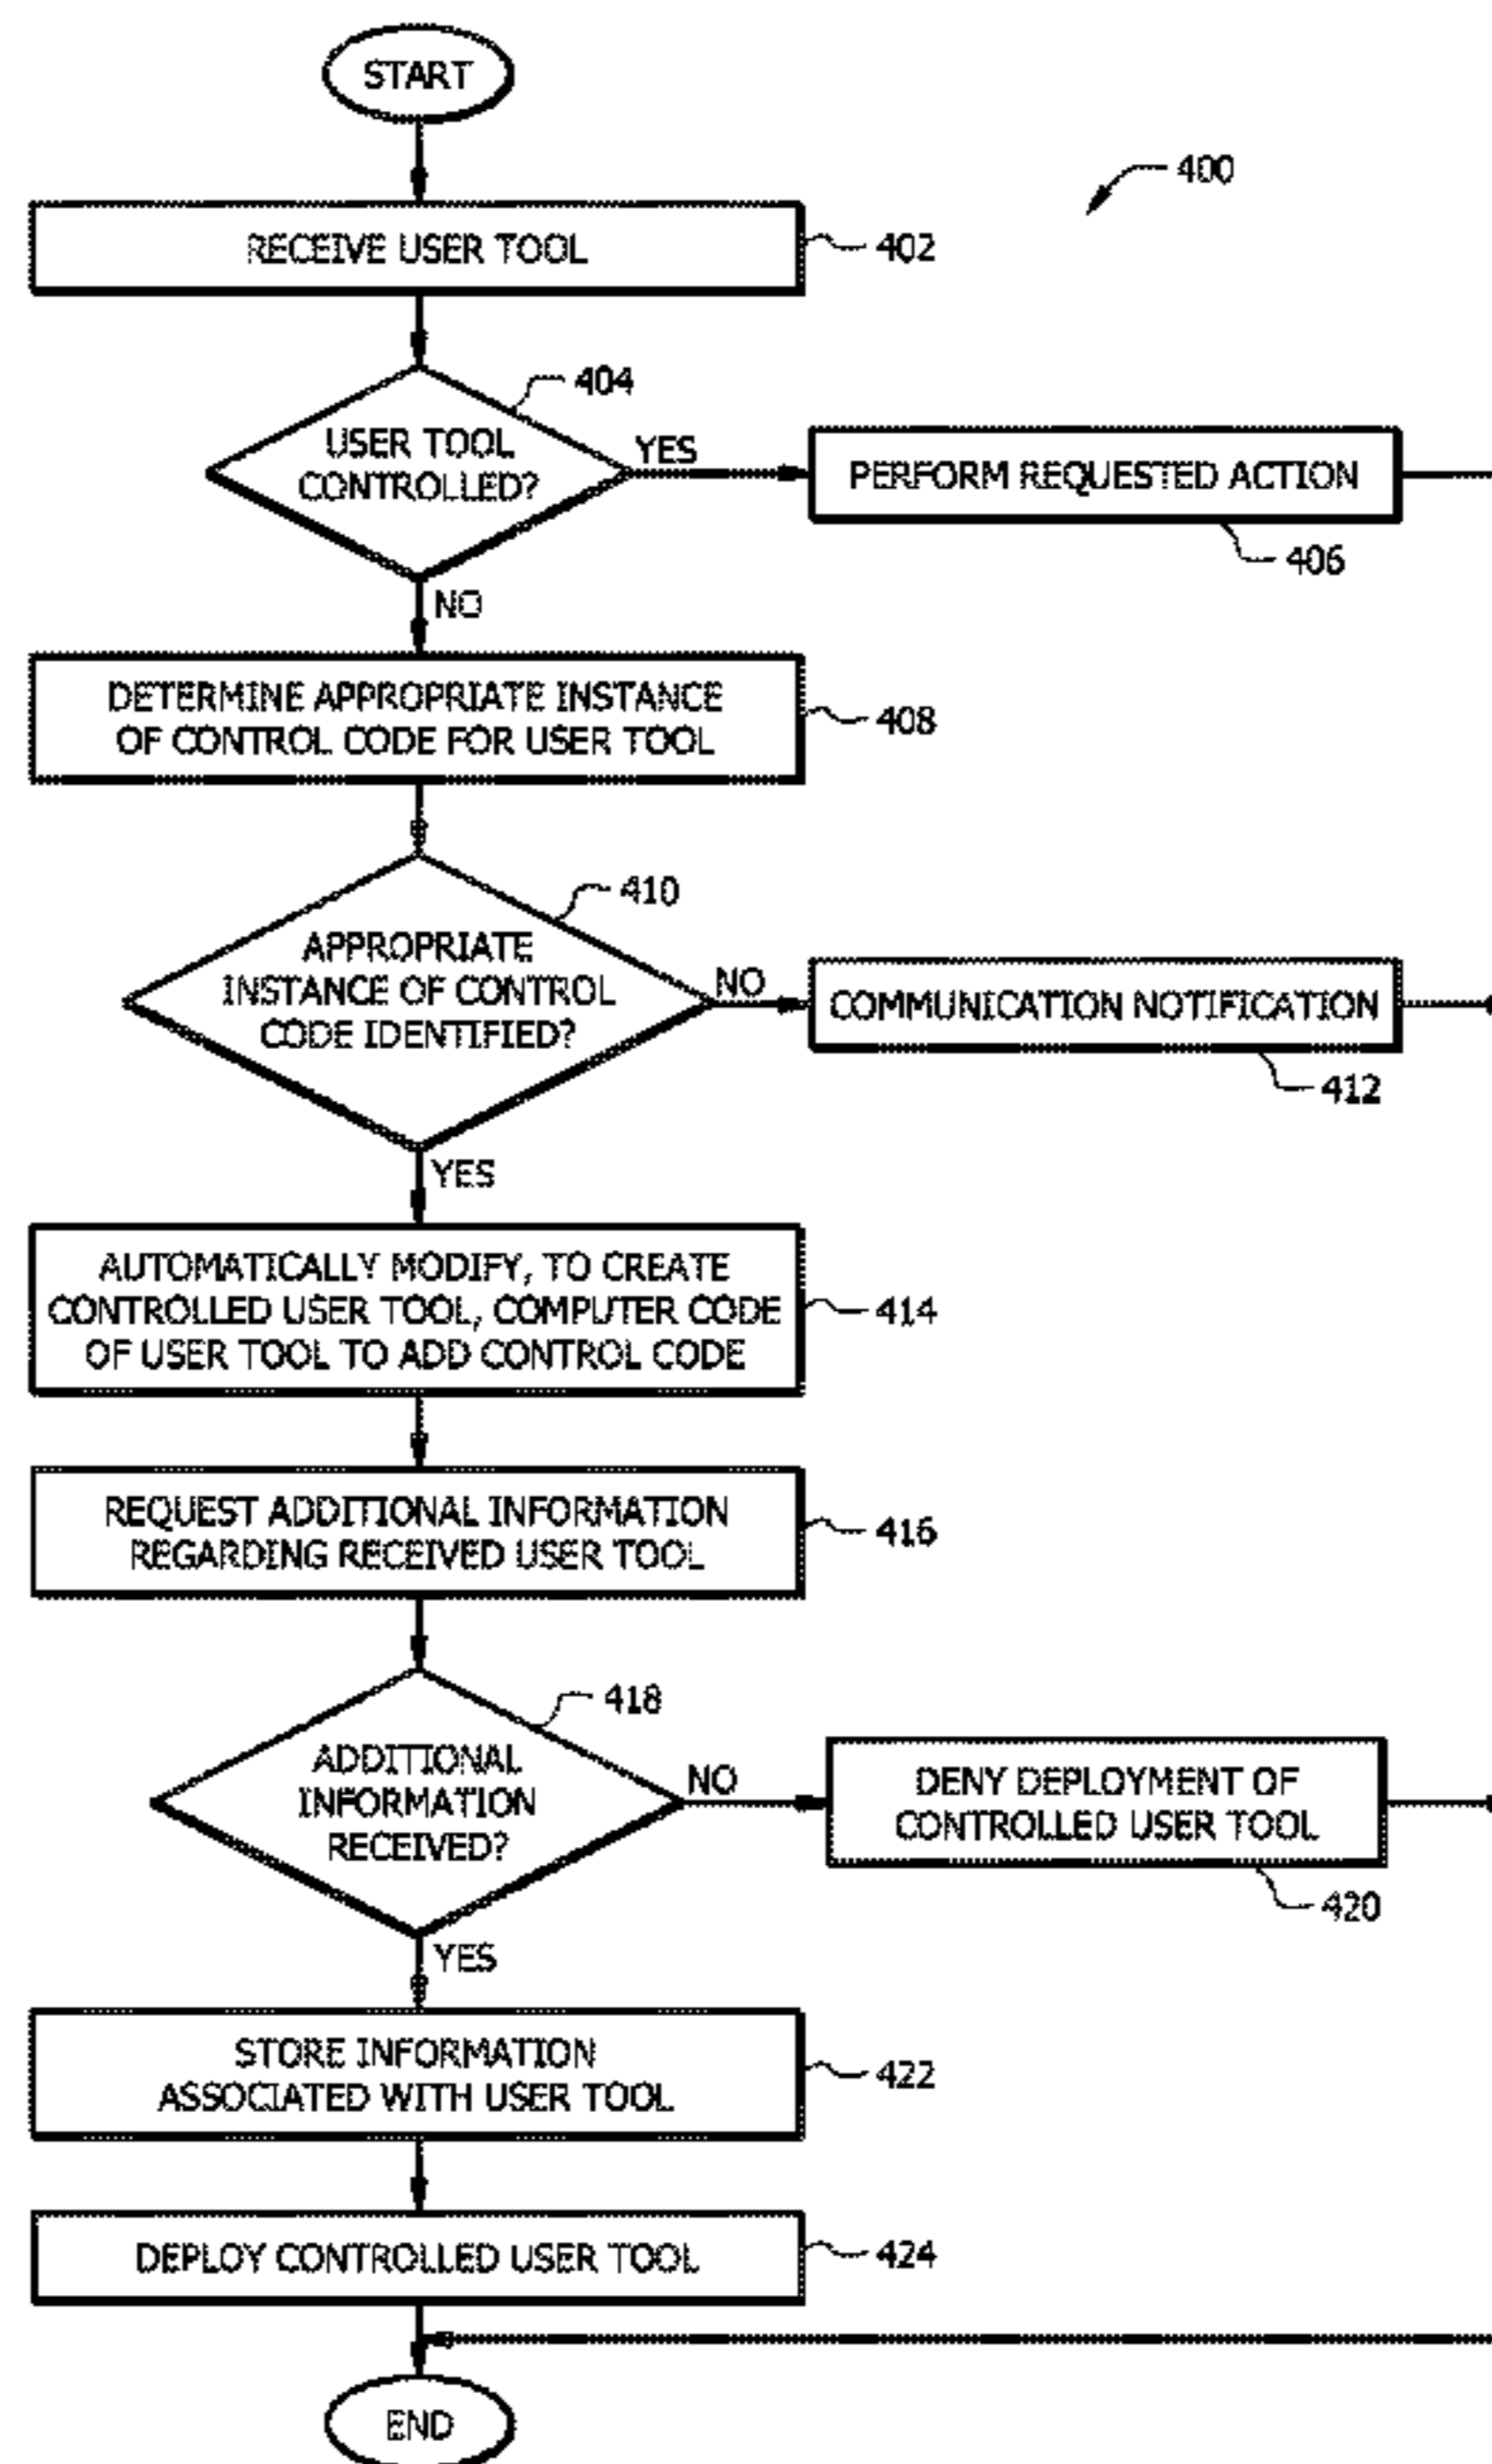 START
400
RECEIVE USER TOOL
402
404
USER TOOL
CONTROLLED?
YES
PERFORM REQUESTED ACTION
406
NO
DETERMINE APPROPRIATE INSTANCE
OF CONTROL CODE FOR USER TOOL
408
410
APPROPRIATE
INSTANCE OF CONTROL
CODE IDENTIFIED?
NO
COMMUNICATION NOTIFICATION
412
YES
AUTOMATICALLY MODIFY, TO CREATE
CONTROLLED USER TOOL, COMPUTER CODE
OF USER TOOL TO ADD CONTROL CODE
414
REQUEST ADDITIONAL INFORMATION
REGARDING RECEIVED USER TOOL
416
418
ADDITIONAL
INFORMATION
RECEIVED?
NO
DENY DEPLOYMENT OF
CONTROLLED USER TOOL
420
YES
STORE INFORMATION
ASSOCIATED WITH USER TOOL
422
DEPLOY CONTROLLED USER TOOL
424
END